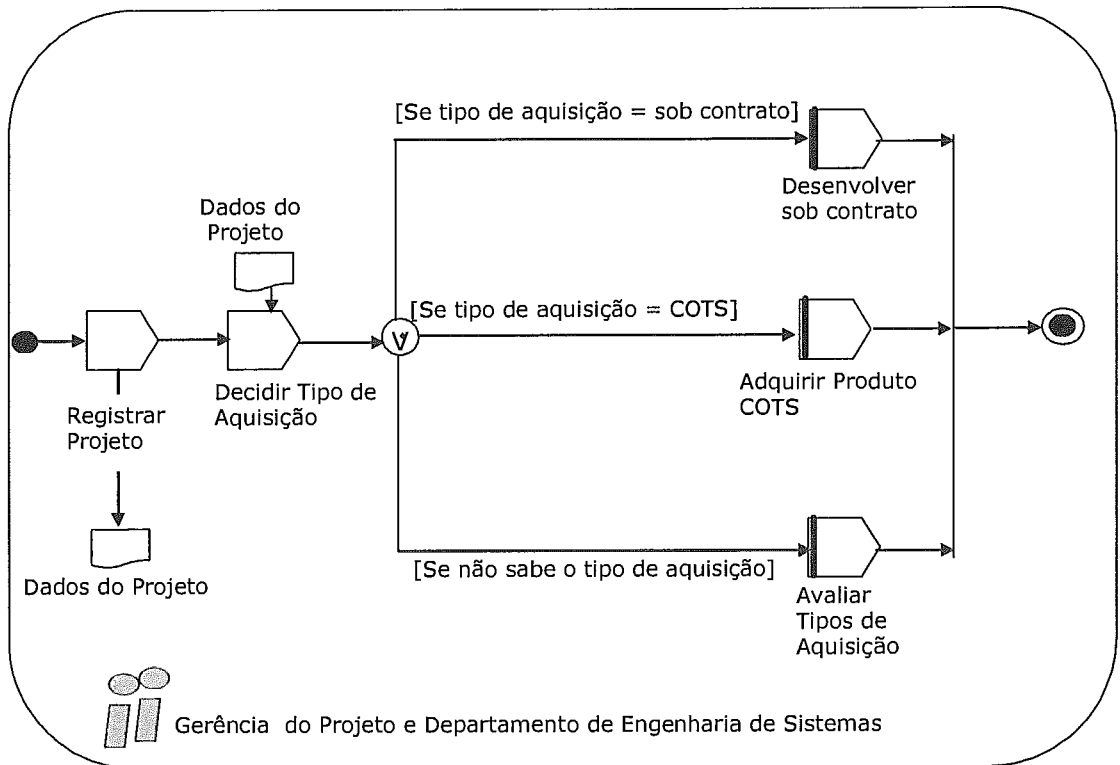 [Se tipo de aquisição = sob contrato]
Desenvolver
sob contrato
Dados do
Projeto
[Se tipo de aquisição = COTS]
V
Registrar
Projeto
Decidir Tipo de
Aquisição
Adquirir Produto
COTS
Dados do Projeto
[Se não sabe o tipo de aquisição]
Avaliar
Tipos de
Aquisição
Gerência do Projeto e Departamento de Engenharia de Sistemas